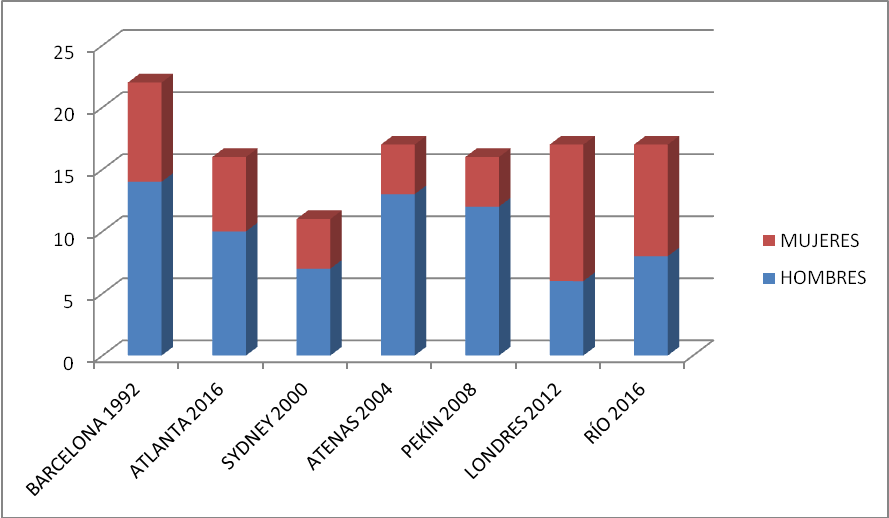 25
20
15
10
5
0
MUJERES
HOMBRES
BARCELONA 1992
ATLANTA 2016
SYDNEY 2000
ATENAS 2004
PEKÍN 2008
LONDRES 2012
RÍO 2016